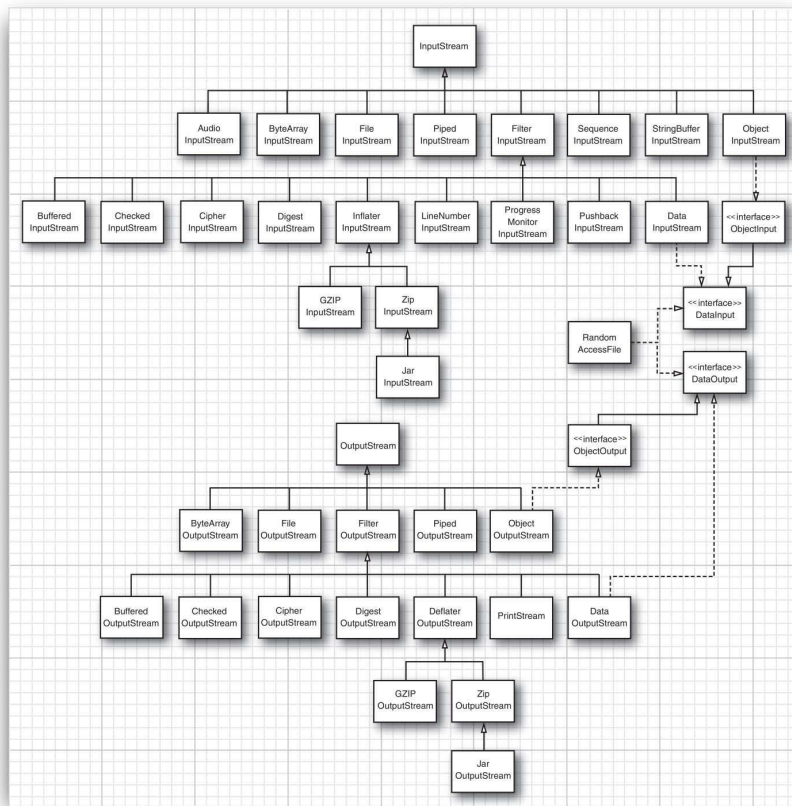 InputStream
Audio
InputStream
ByteArray
InputStream
File
InputStream
Piped
InputStream
Filter
InputStream
Sequence
InputStream
StringBuffer
InputStream
Object
InputStream
Buffered
InputStream
Checked
InputStream
Cipher
InputStream
Digest
InputStream
Inflater
InputStream
LineNumber
InputStream
Progress
Monitor
InputStream
Pushback
InputStream
Data
InputStream
<<interface>>
ObjectInput
GZIP
InputStream
Zip
InputStream
<<interface>>
DataInput
Random
AccessFile
Jar
InputStream
<<interface>>
DataOutput
OutputStream
<<interface>>
ObjectOutput
ByteArray
OutputStream
File
OutputStream
Filter
OutputStream
Piped
OutputStream
Object
OutputStream
Buffered
OutputStream
Checked
OutputStream
Cipher
OutputStream
Digest
OutputStream
Deflater
OutputStream
PrintStream
Data
OutputStream
GZIP
OutputStream
Zip
OutputStream
Jar
OutputStream